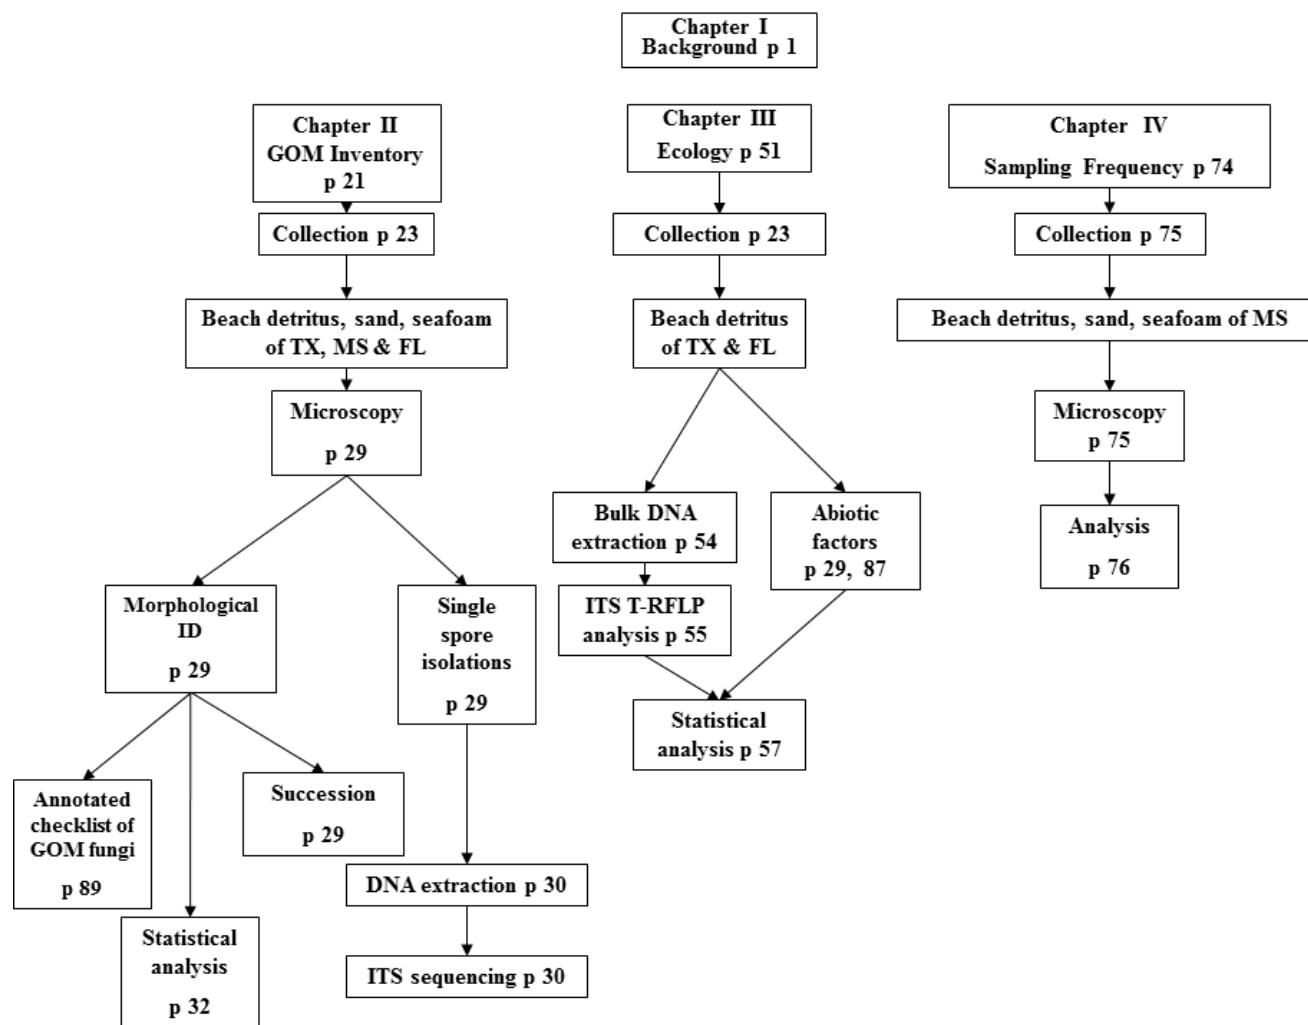 Chapter I
Background p 1
Chapter II
GOM Inventory
p 21
Collection p 23
Beach detritus, sand, seafoam
of TX, MS & FL
Microscopy
p 29
Morphological
ID
p 29
Single
spore
isolations
p 29
Annotated
checklist of
GOM fungi
p 89
Statistical
analysis
p 32
Succession
p 29
DNA extraction p 30
ITS sequencing p 30
Chapter III
Ecology p 51
Collection p 23
Beach detritus
of TX & FL
Bulk DNA
extraction p 54
ITS T-RFLP
analysis p 55
Abiotic
factors
p 29, 87
Statistical
analysis p 57
Chapter IV
Sampling Frequency p 74
Collection p 75
Beach detritus, sand, seafoam of MS
Microscopy
p 75
Analysis
p 76